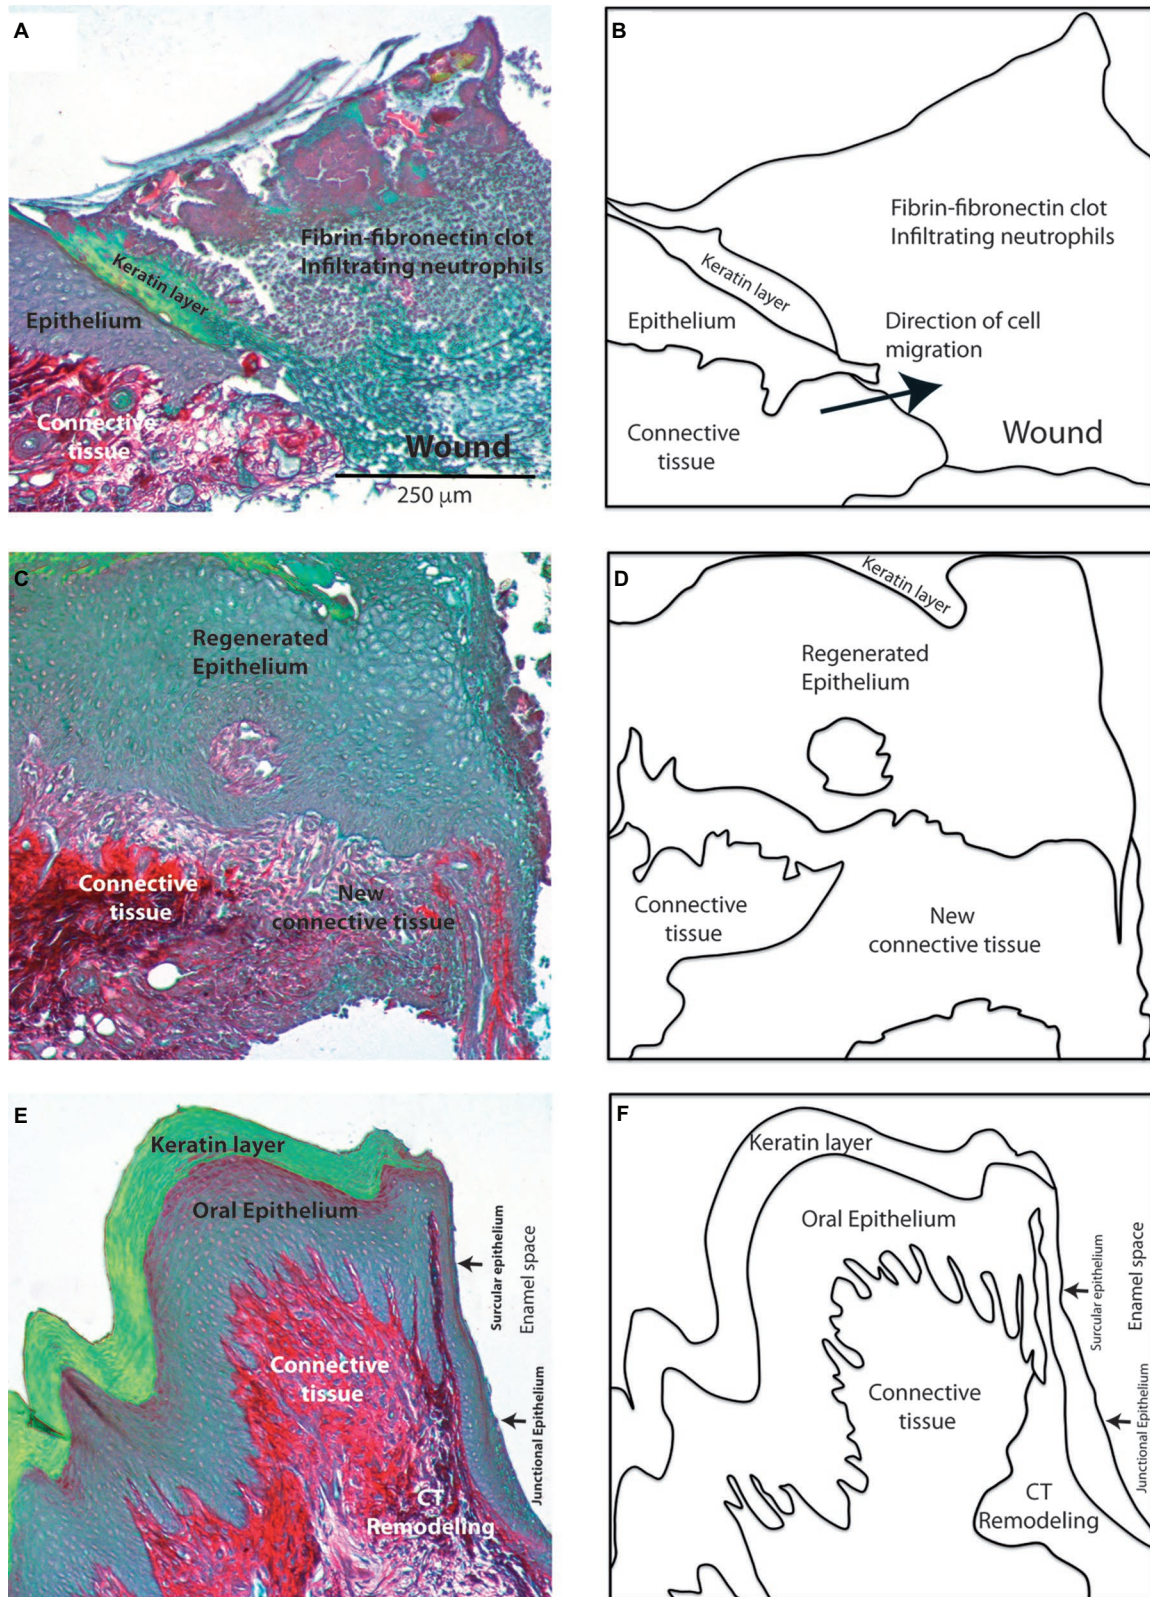 A
Fibrin-fibronectin clot
Infiltrating neutrophils
Keratin layer
Epithelium
Connective
tissue
Wound
250 μm
B
Fibrin-fibronectin clot
Infiltrating neutrophils
Keratin layer
Epithelium
Direction of cell
migration
Connective
tissue
Wound
C
Regenerated
Epithelium
Connective
tissue
New
connective tissue
D
Keratin layer
Regenerated
Epithelium
Connective
tissue
New
connective tissue
E
Keratin layer
Oral Epithelium
Surcular epithelium
Enamel space
Connective
tissue
Junctional Epithelium
CT
Remodeling
F
Keratin layer
Oral Epithelium
Surcular epithelium
Enamel space
Connective
tissue
Junctional Epithelium
CT
Remodeling